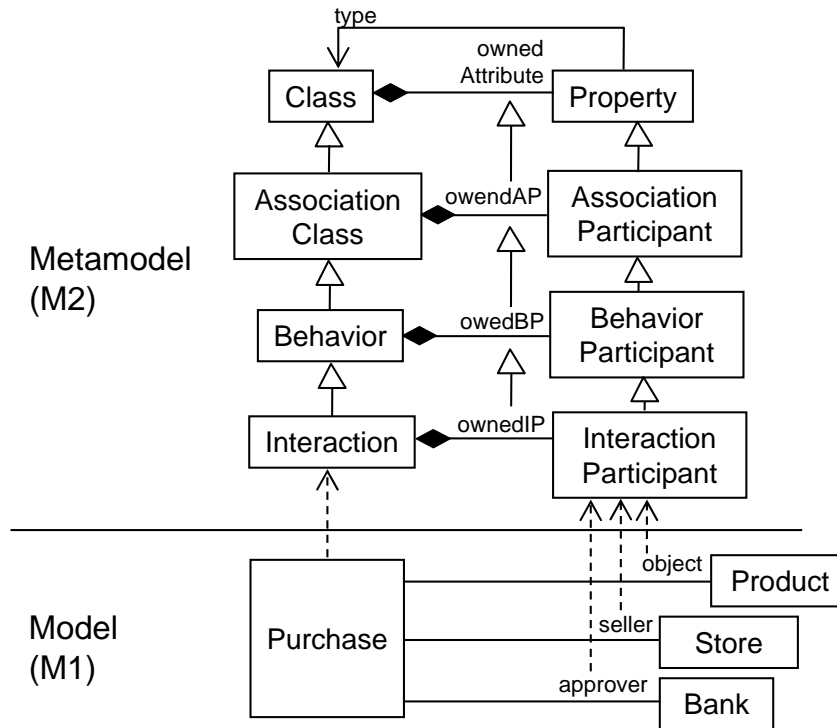 type
owned
Attribute
Class
Property
owendAP
Association
Class
Association
Participant
Metamodel
(M2)
owedBP
Behavior
Behavior
Participant
ownedIP
Interaction
Interaction
Participant
object
Product
Model
(M1)
Purchase
seller
Store
approver
Bank